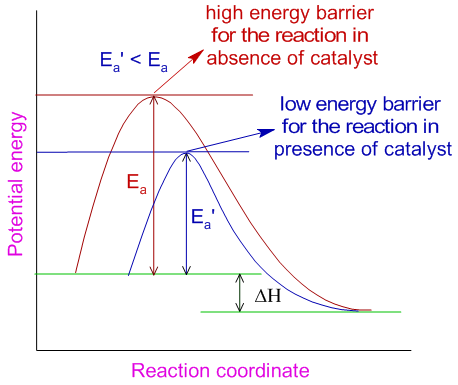 high energy barrier
for the reaction in
absence of catalyst
Ea' < Ea
low energy barrier
for the reaction in
presence of catalyst
Ea
Ea'
ΔH
Potential energy
Reaction coordinate